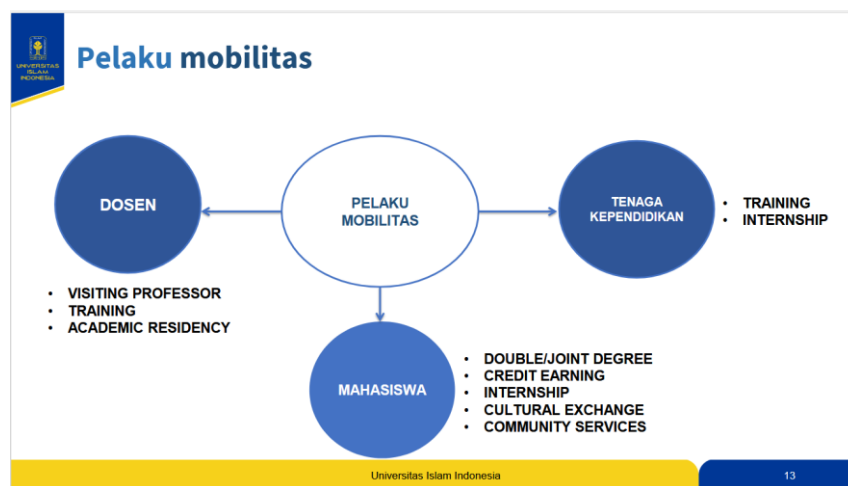 UNIVERSITAS
ISLAM
INDONESIA
Pelaku mobilitas
DOSEN
PELAKU
MOBILITAS
TENAGA
KEPENDIDIKAN
• TRAINING
• INTERNSHIP
• VISITING PROFESSOR
• TRAINING
• ACADEMIC RESIDENCY
MAHASISWA
• DOUBLE/JOINT DEGREE
• CREDIT EARNING
• INTERNSHIP
• CULTURAL EXCHANGE
• COMMUNITY SERVICES
Universitas Islam Indonesia
13